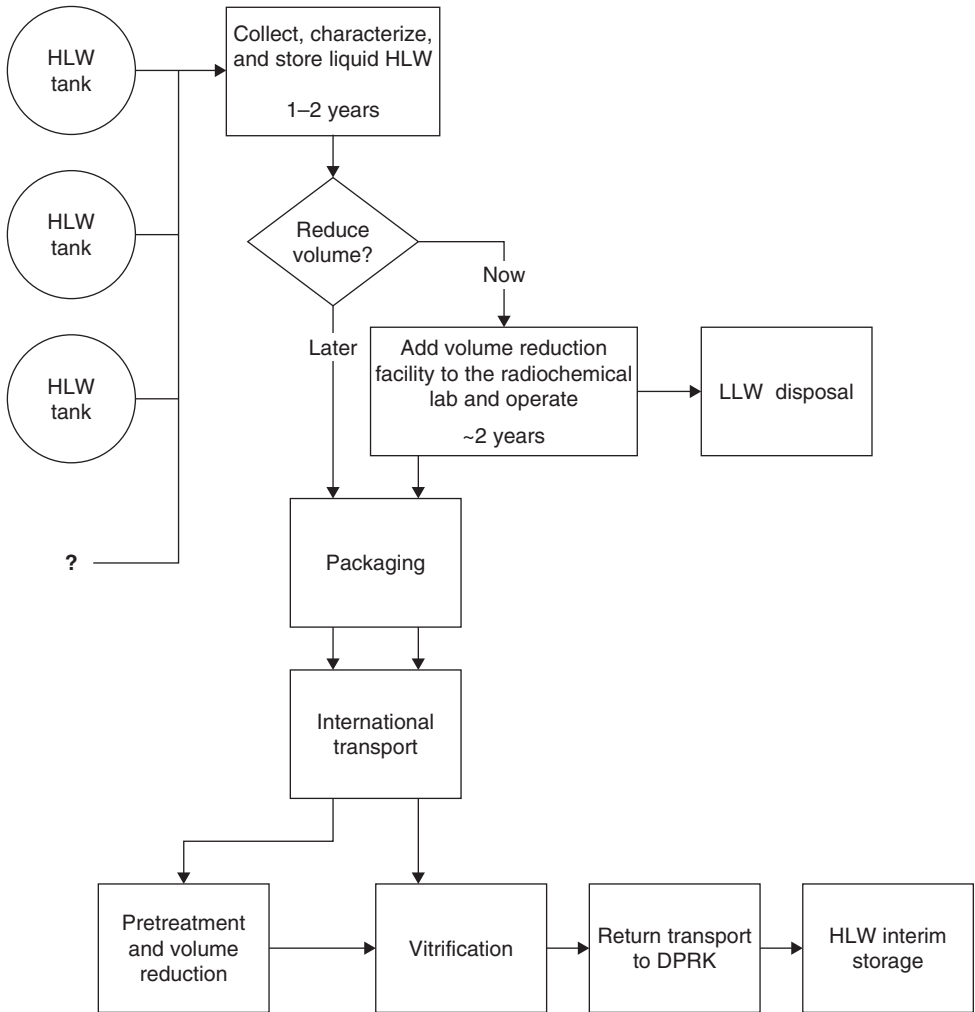 HLW
tank
Collect, characterize,
and store liquid HLW
1–2 years
HLW
tank
Reduce
volume?
Now
Later
HLW
tank
Add volume reduction
facility to the radiochemical
lab and operate
~2 years
LLW disposal
?
Packaging
International
transport
Pretreatment
and volume
reduction
Vitrification
Return transport
to DPRK
HLW interim
storage